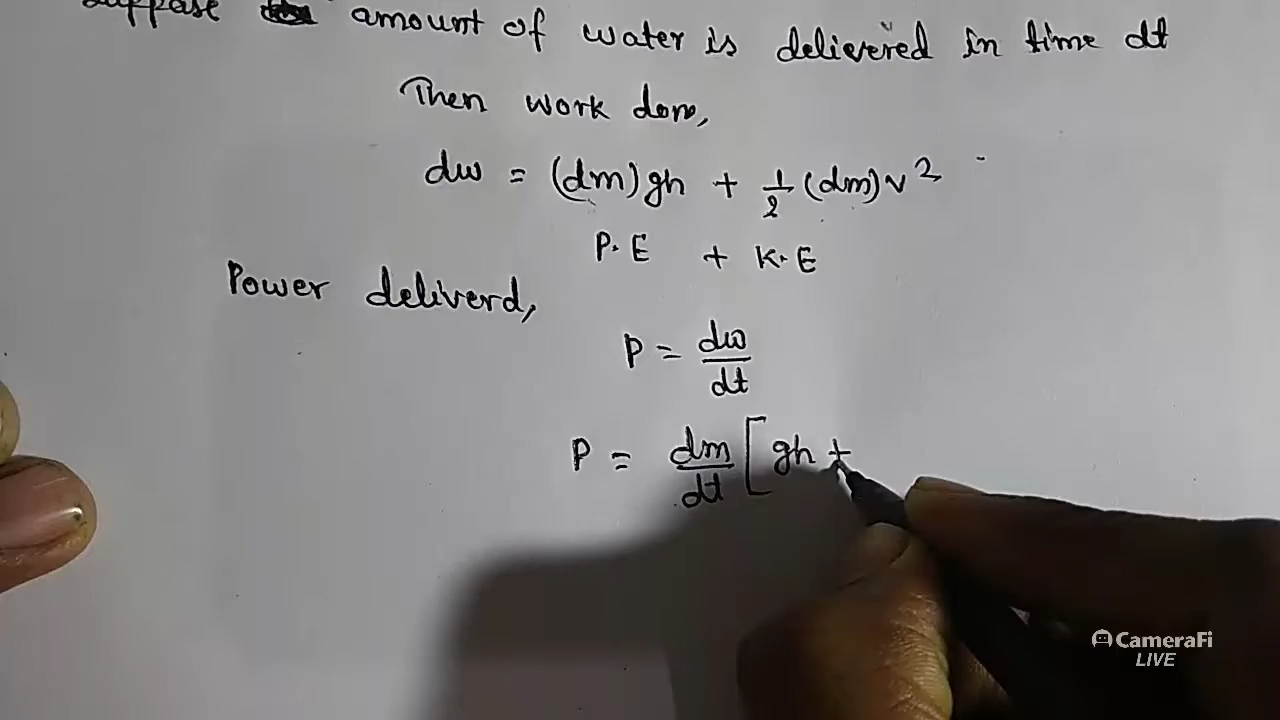 Suppose amount of water is delivered in time dt
Then work done,
dw = (dm)gh + 1/2 (dm)v²
P.E + K.E
Power deliverd,
P = dw/dt
P = dm/dt [gh +
CameraFi
LIVE